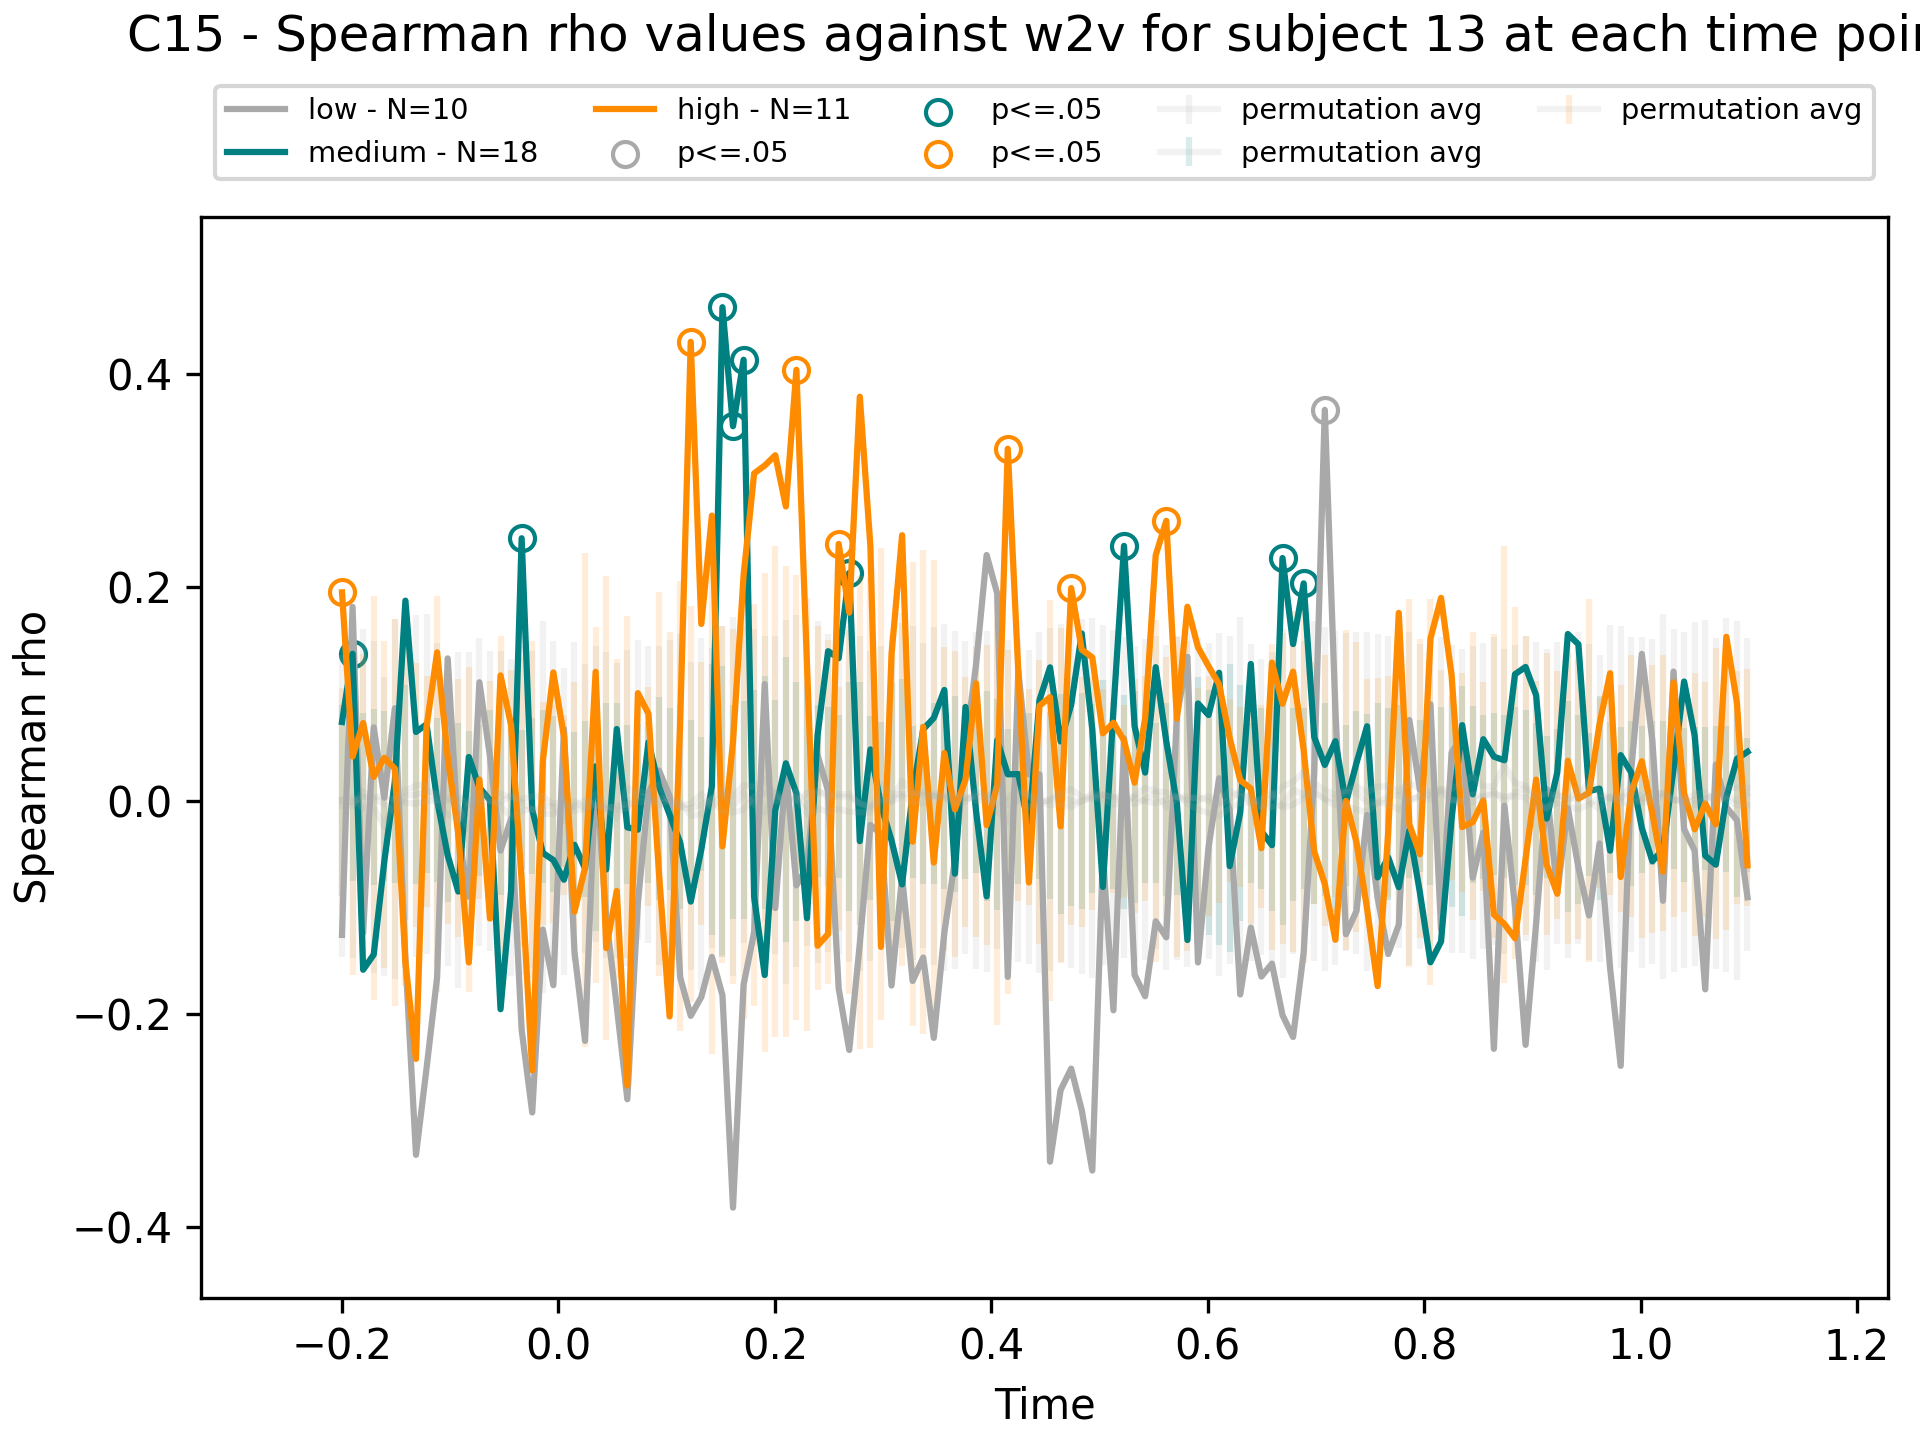 C15 - Spearman rho values against w2v for subject 13 at each time poi
low - N=10
medium - N=18
high - N=11
p<=.05
p<=.05
p<=.05
permutation avg
permutation avg
permutation avg
Spearman rho
0.4
0.2
0.0
−0.2
−0.4
−0.2 0.0 0.2 0.4 0.6 0.8 1.0 1.2
Time